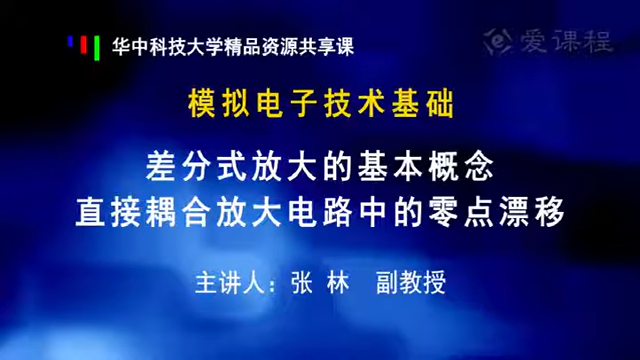 华中科技大学精品资源共享课
爱课程
模拟电子技术基础
差分式放大的基本概念
直接耦合放大电路中的零点漂移
主讲人：张 林 副教授